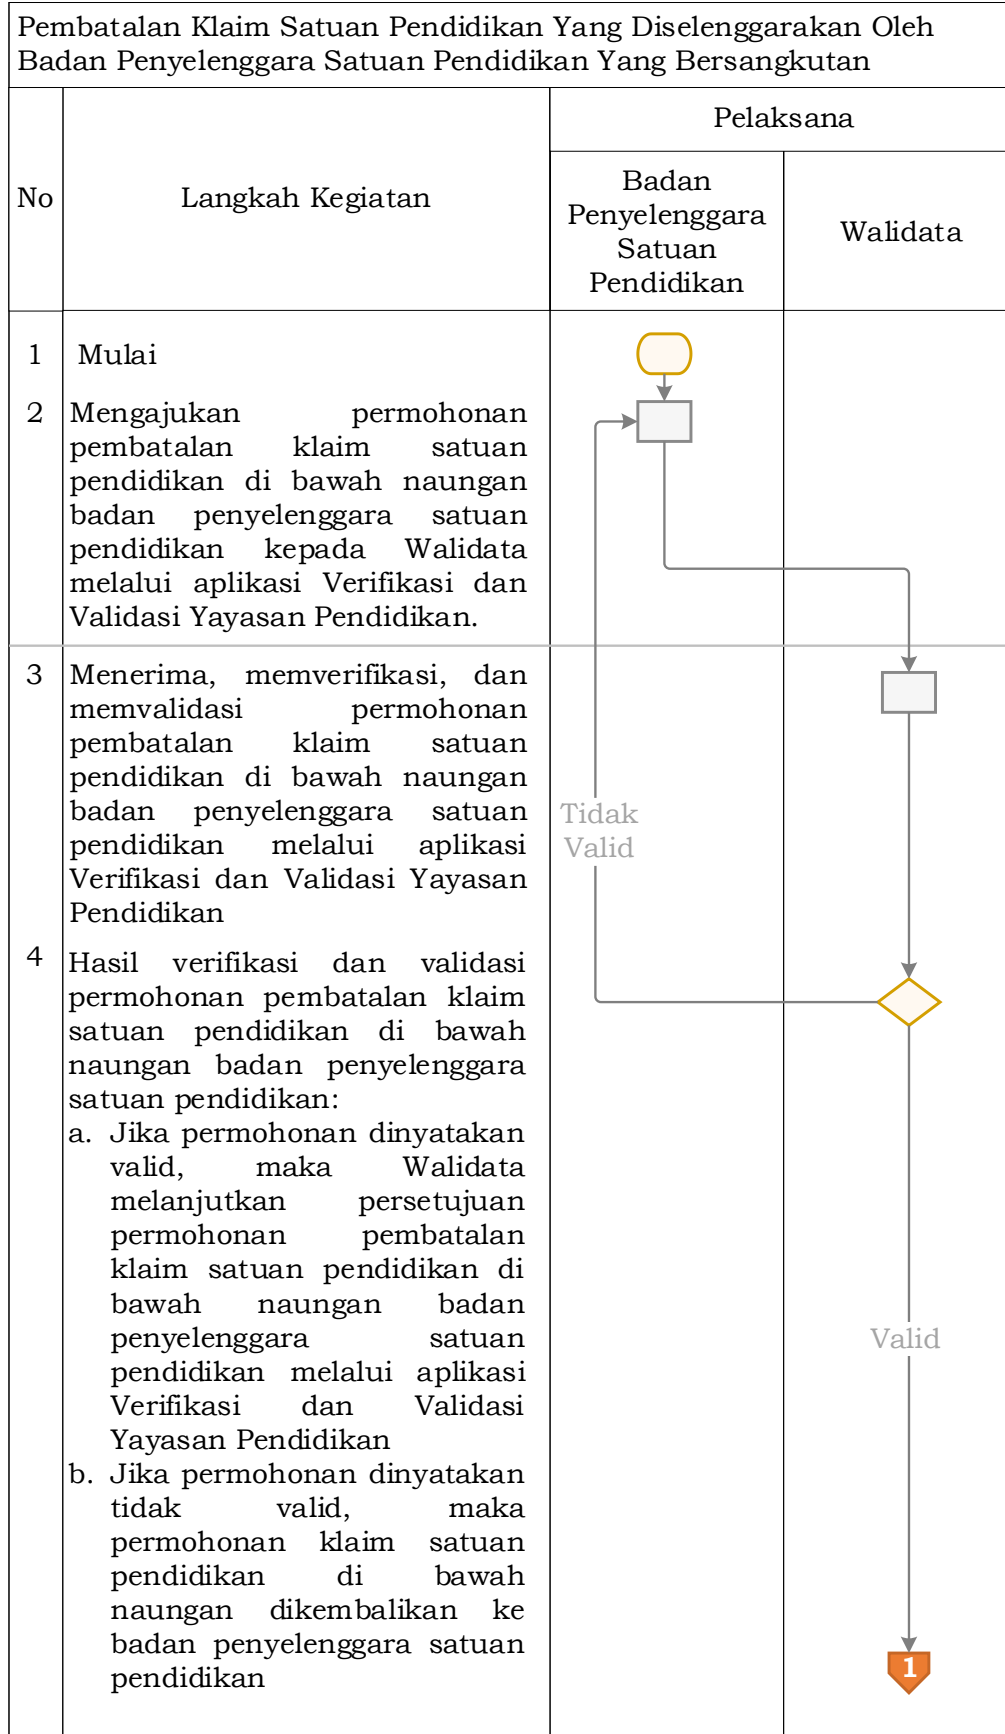 Pembatalan Klaim Satuan Pendidikan Yang Diselenggarakan Oleh
Badan Penyelenggara Satuan Pendidikan Yang Bersangkutan
No
Langkah Kegiatan
Pelaksana
Badan
Penyelenggara
Satuan
Pendidikan
Walidata
1 Mulai
2 Mengajukan permohonan
pembatalan klaim satuan
pendidikan di bawah naungan
badan penyelenggara satuan
pendidikan kepada Walidata
melalui aplikasi Verifikasi dan
Validasi Yayasan Pendidikan.
3 Menerima, memverifikasi, dan
memvalidasi permohonan
pembatalan klaim satuan
pendidikan di bawah naungan
badan penyelenggara satuan
pendidikan melalui aplikasi
Verifikasi dan Validasi Yayasan
Pendidikan
Tidak
Valid
4 Hasil verifikasi dan validasi
permohonan pembatalan klaim
satuan pendidikan di bawah
naungan badan penyelenggara
satuan pendidikan:
a. Jika permohonan dinyatakan
valid, maka Walidata
melanjutkan persetujuan
permohonan pembatalan
klaim satuan pendidikan di
bawah naungan badan
penyelenggara satuan
pendidikan melalui aplikasi
Verifikasi dan Validasi
Yayasan Pendidikan
b. Jika permohonan dinyatakan
tidak valid, maka
permohonan klaim satuan
pendidikan di bawah
naungan dikembalikan ke
badan penyelenggara satuan
pendidikan
Valid
1